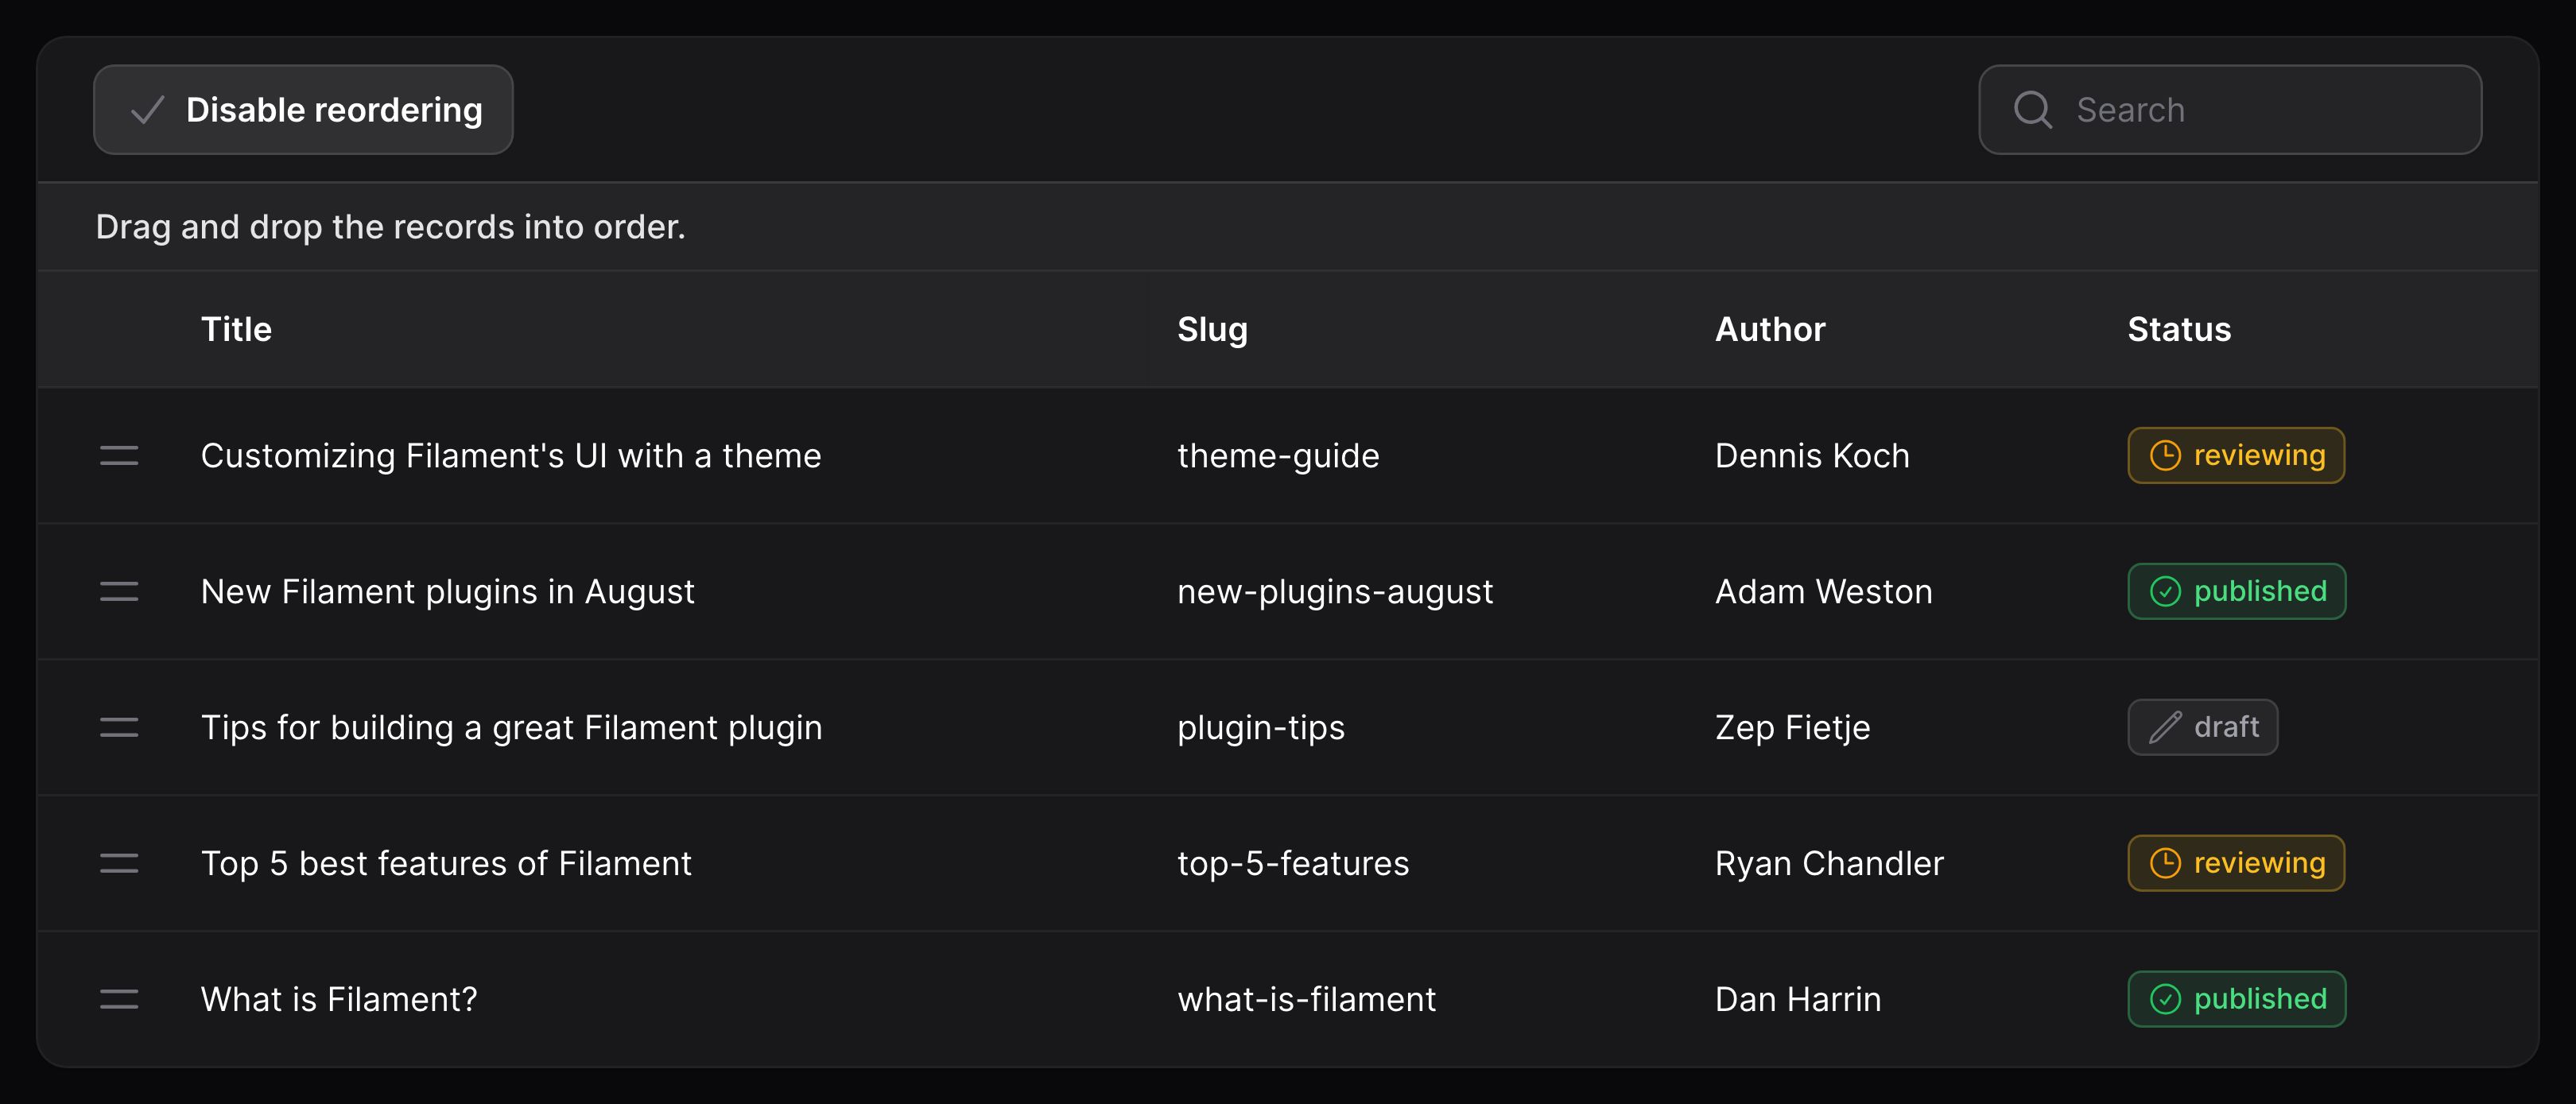 Disable reordering
Search
Drag and drop the records into order.
Title Slug Author Status
Customizing Filament's UI with a theme theme-guide Dennis Koch reviewing
New Filament plugins in August new-plugins-august Adam Weston published
Tips for building a great Filament plugin plugin-tips Zep Fietje draft
Top 5 best features of Filament top-5-features Ryan Chandler reviewing
What is Filament? what-is-filament Dan Harrin published